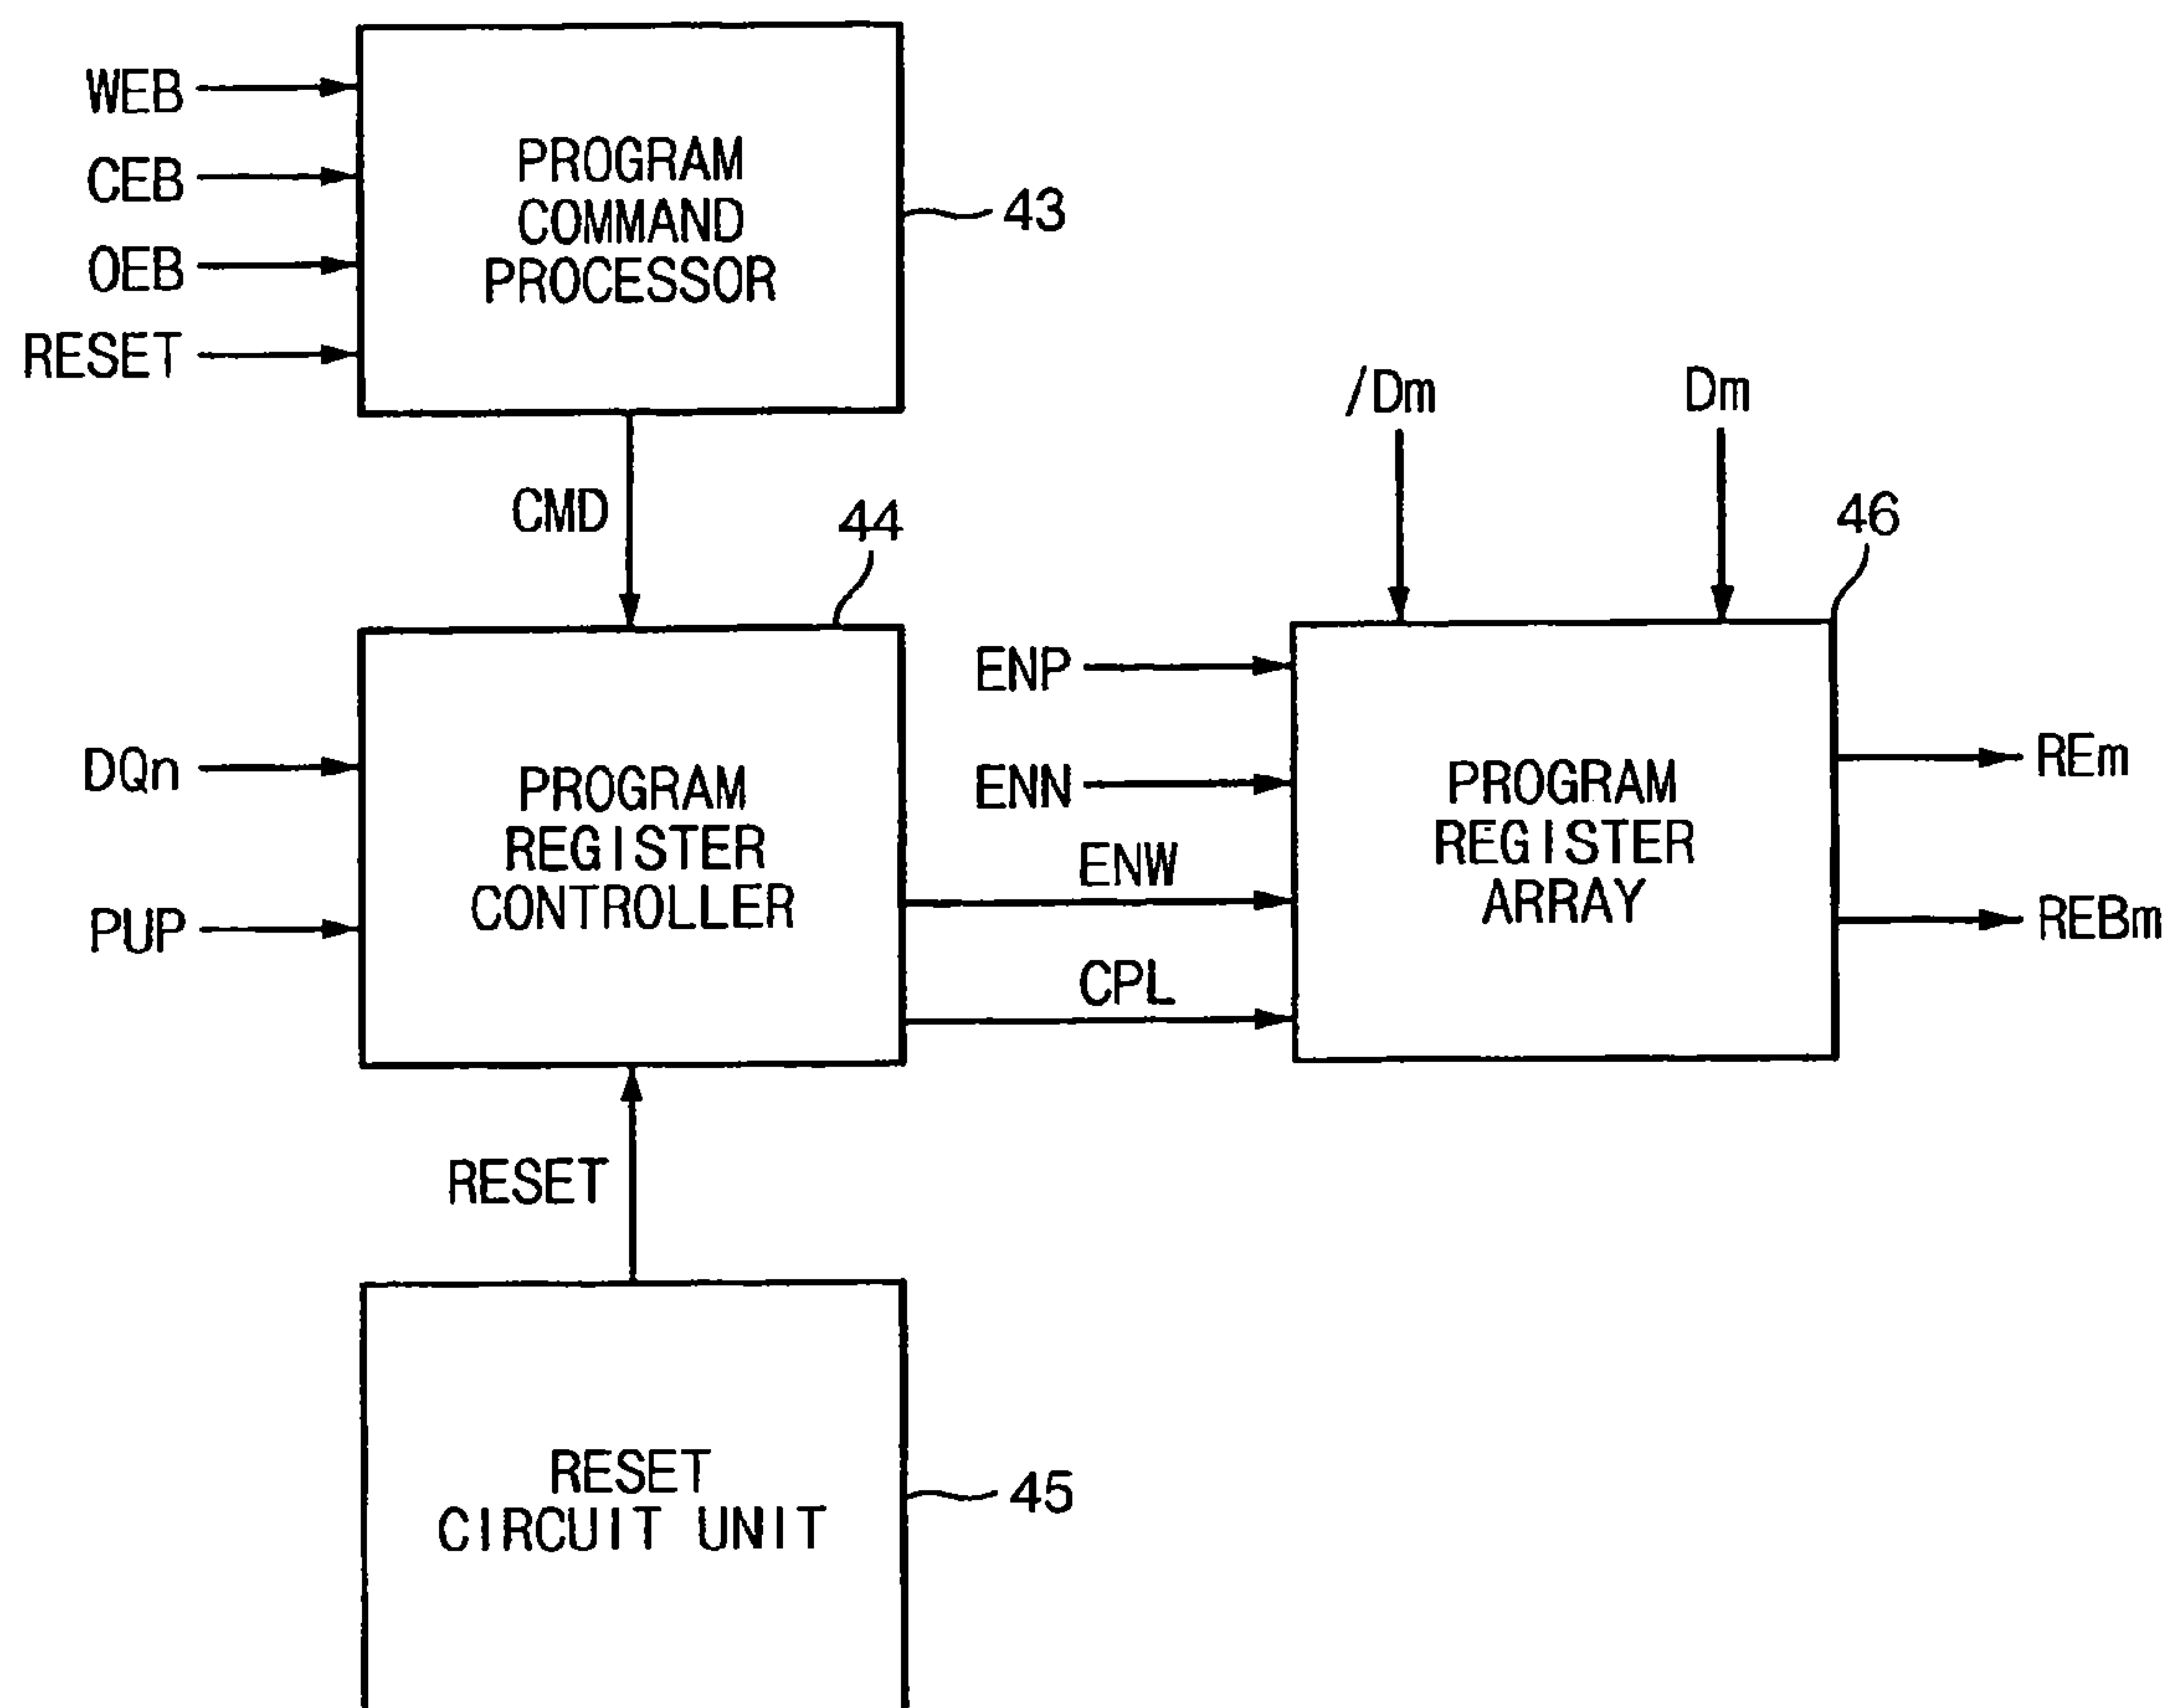 WEB
CEB
OEB
RESET
PROGRAM
COMMAND
PROCESSOR
43
CMD
44
/Dm
Dm
46
DQn
PUP
PROGRAM
REGISTER
CONTROLLER
ENP
ENN
ENW
CPL
PROGRAM
REGISTER
ARRAY
REm
REBm
RESET
RESET
CIRCUIT UNIT
45